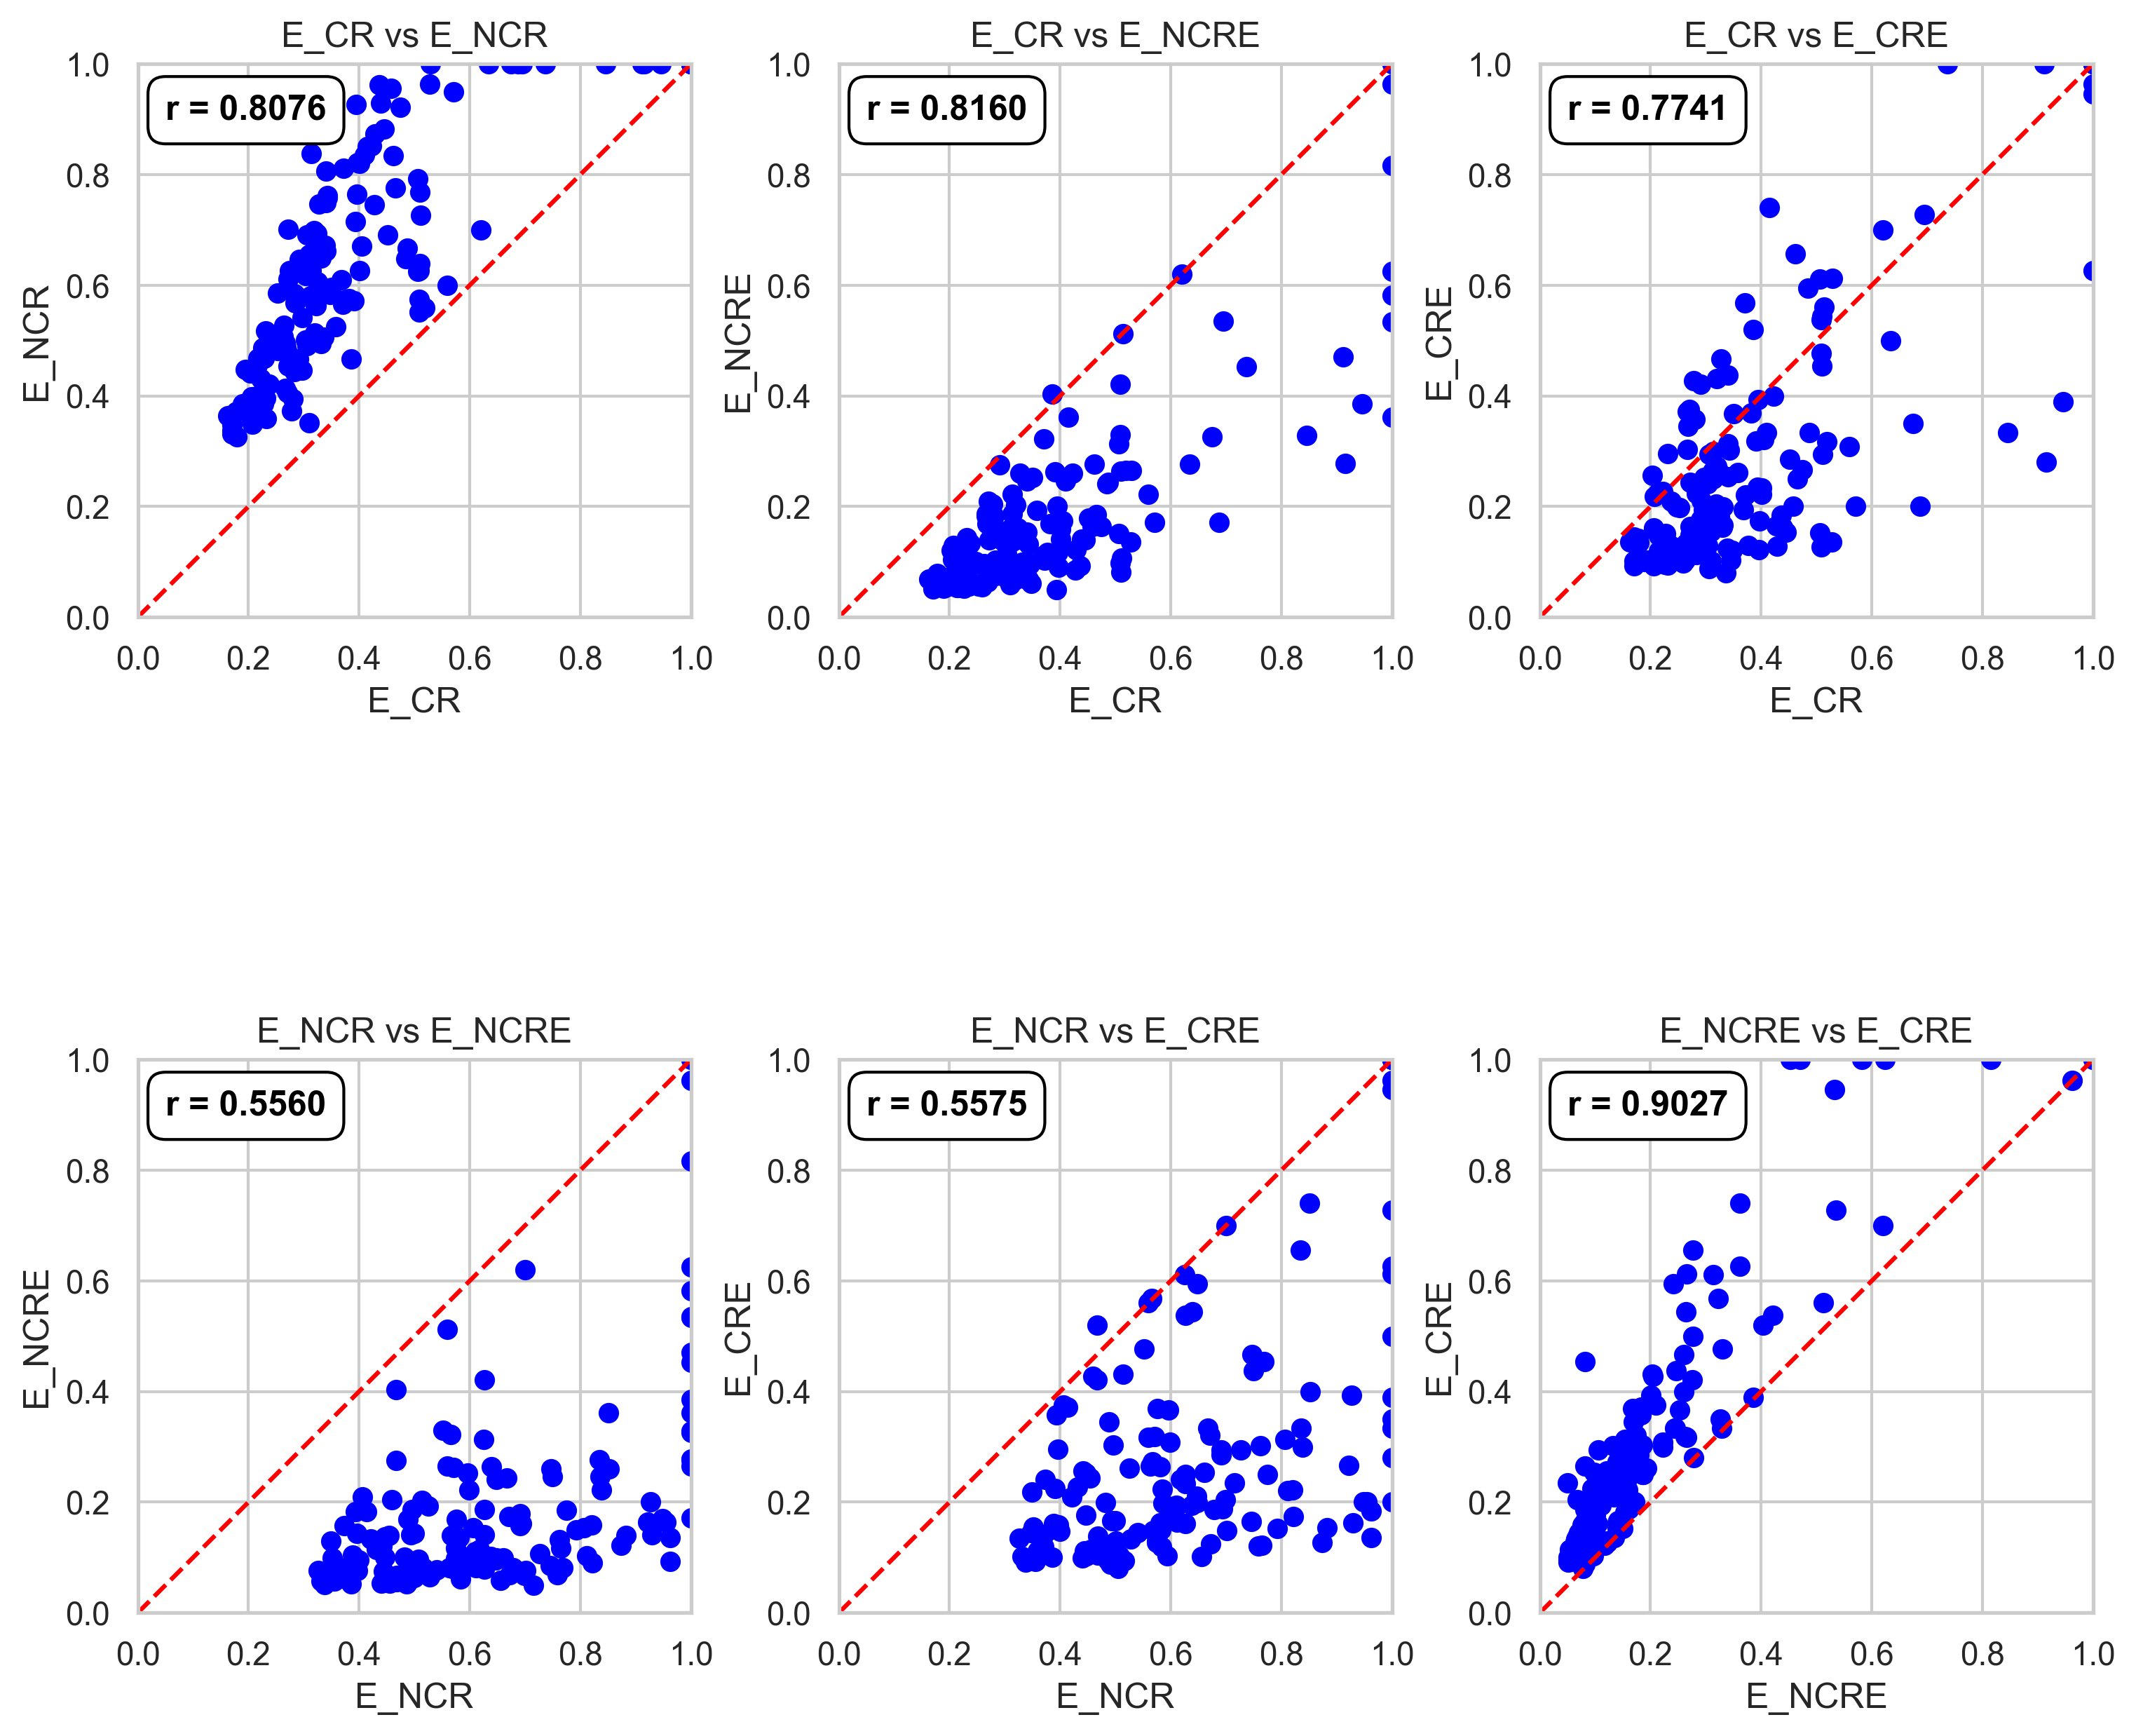 E_CR vs E_NCR
E_CR vs E_NCRE
E_CR vs E_CRE
r = 0.8076
r = 0.8160
r = 0.7741
1.0
0.8
0.6
0.4
0.2
0.0
E_NCR
0.0 0.2 0.4 0.6 0.8 1.0
E_CR
1.0
0.8
0.6
0.4
0.2
0.0
E_NCRE
0.0 0.2 0.4 0.6 0.8 1.0
E_CR
1.0
0.8
0.6
0.4
0.2
0.0
E_CRE
0.0 0.2 0.4 0.6 0.8 1.0
E_CR
E_NCR vs E_NCRE
E_NCR vs E_CRE
E_NCRE vs E_CRE
r = 0.5560
r = 0.5575
r = 0.9027
1.0
0.8
0.6
0.4
0.2
0.0
E_NCRE
0.0 0.2 0.4 0.6 0.8 1.0
E_NCR
1.0
0.8
0.6
0.4
0.2
0.0
E_CRE
0.0 0.2 0.4 0.6 0.8 1.0
E_NCR
1.0
0.8
0.6
0.4
0.2
0.0
E_CRE
0.0 0.2 0.4 0.6 0.8 1.0
E_NCRE